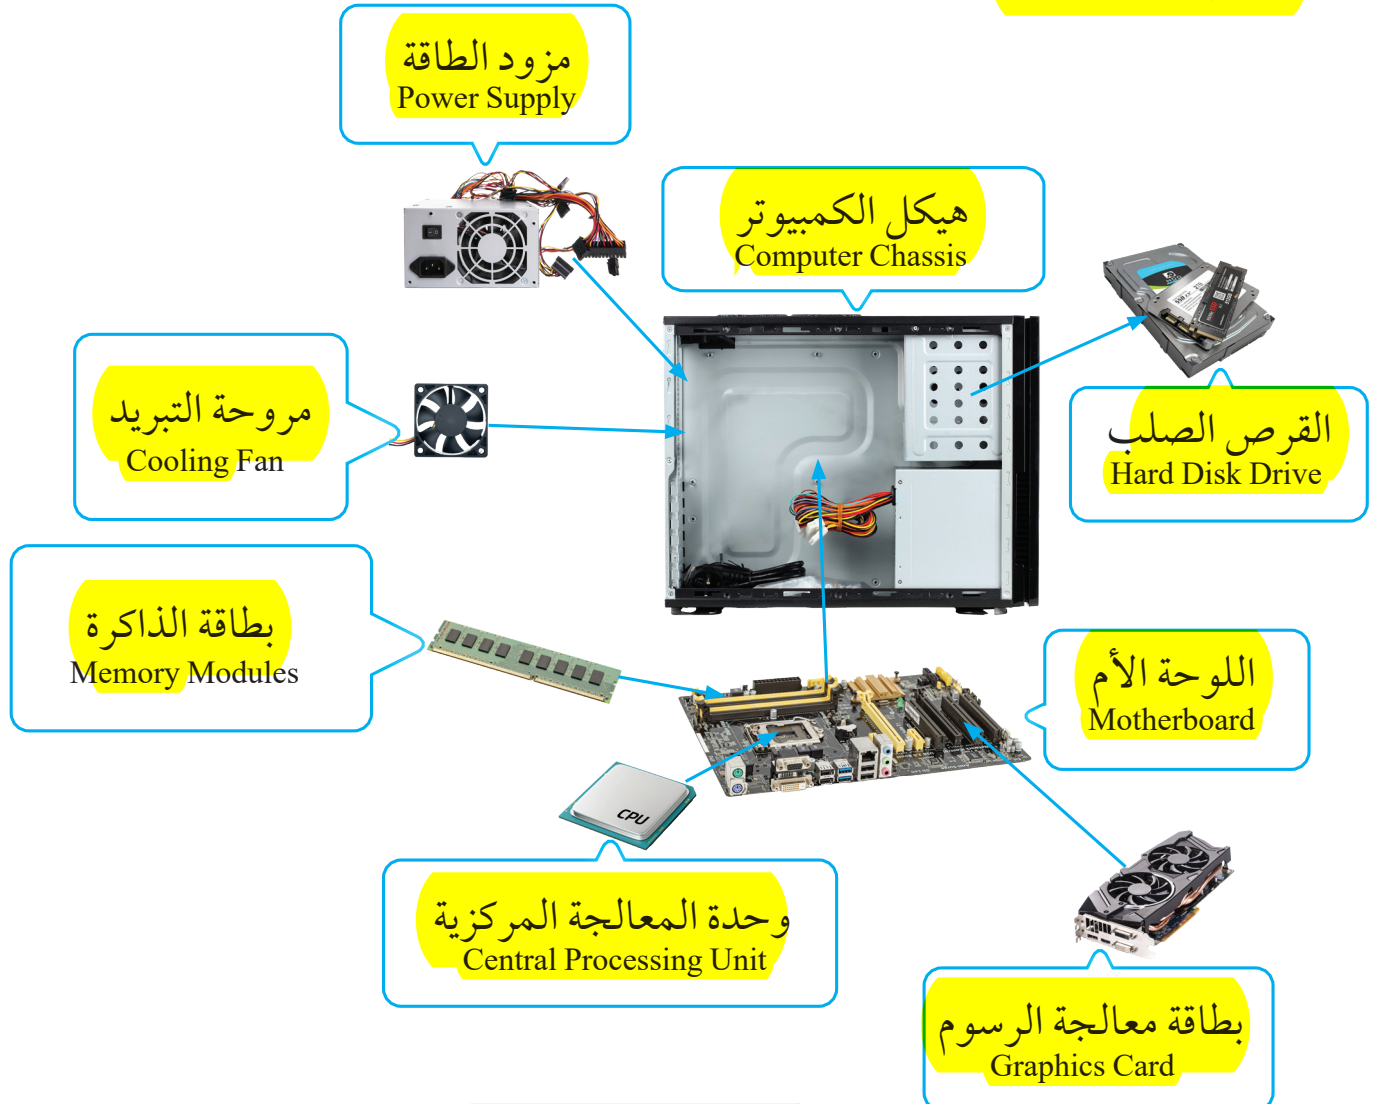 مزود الطاقة
Power Supply
هيكل الكمبيوتر
Computer Chassis
مروحة التبريد
Cooling Fan
القرص الصلب
Hard Disk Drive
بطاقة الذاكرة
Memory Modules
اللوحة الأم
Motherboard
CPU
وحدة المعالجة المركزية
Central Processing Unit
بطاقة معالجة الرسوم
Graphics Card